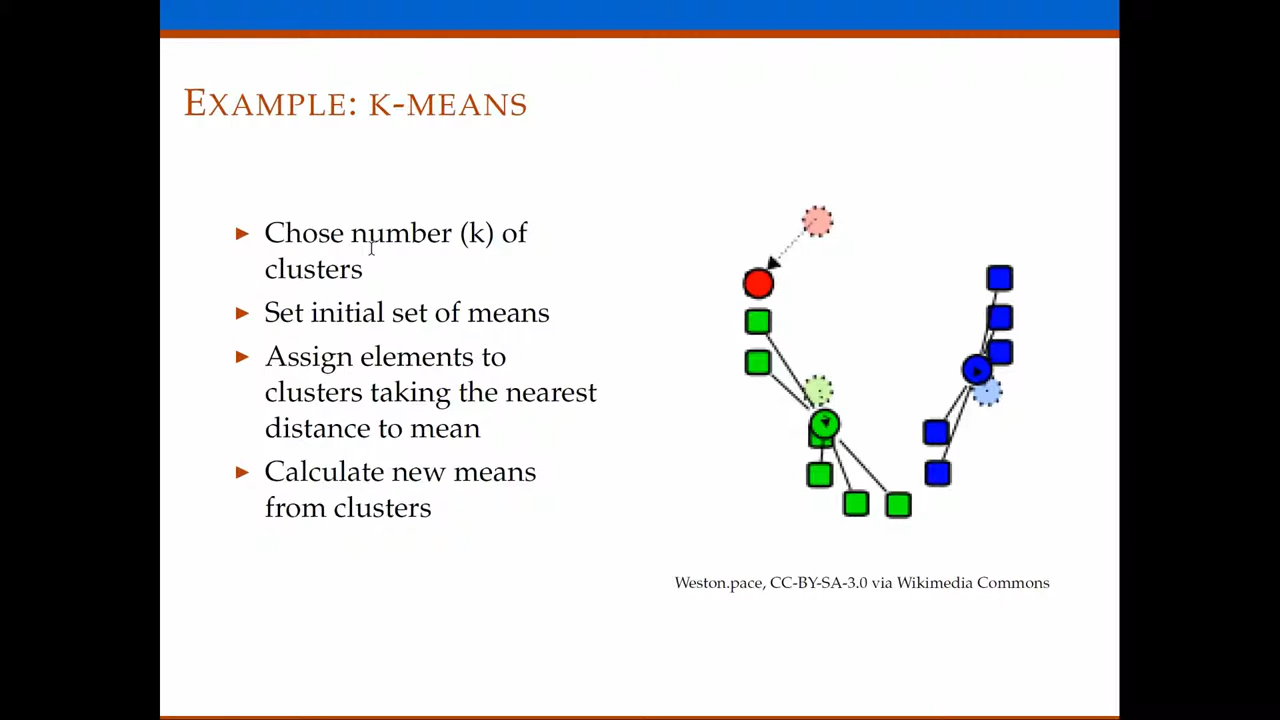 EXAMPLE: K-MEANS
Chose number (k) of
clusters
Set initial set of means
Assign elements to
clusters taking the nearest
distance to mean
Calculate new means
from clusters
Weston.pace, CC-BY-SA-3.0 via Wikimedia Commons